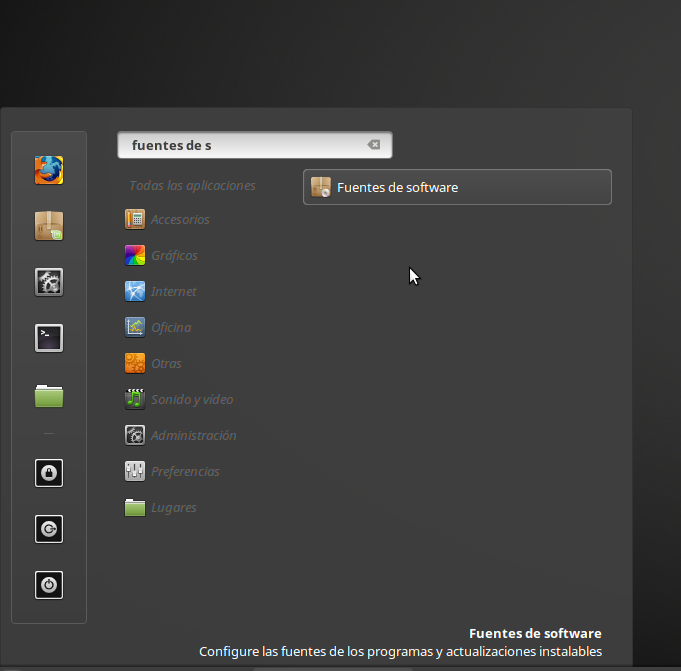 fuentes de s
Todas las aplicaciones
Fuentes de software
Accesorios
Gráficos
Internet
Oficina
Otras
Sonido y vídeo
Administración
Preferencias
Lugares
Fuentes de software
Configure las fuentes de los programas y actualizaciones instalables